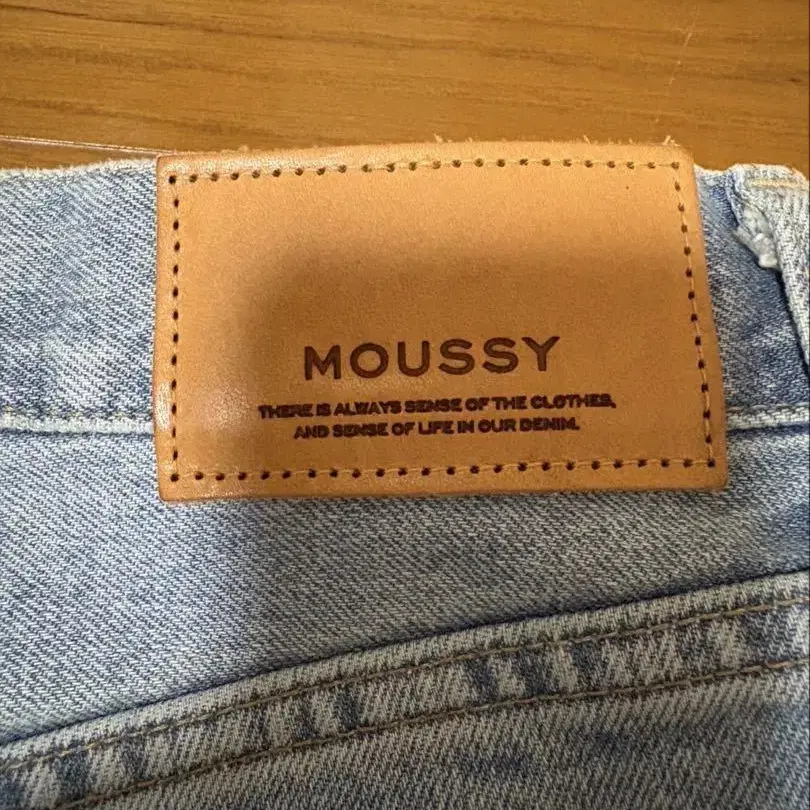 MOUSSY
THERE IS ALWAYS SENSE OF THE CLOTHES,
AND SENSE OF LIFE IN OUR DENIM.